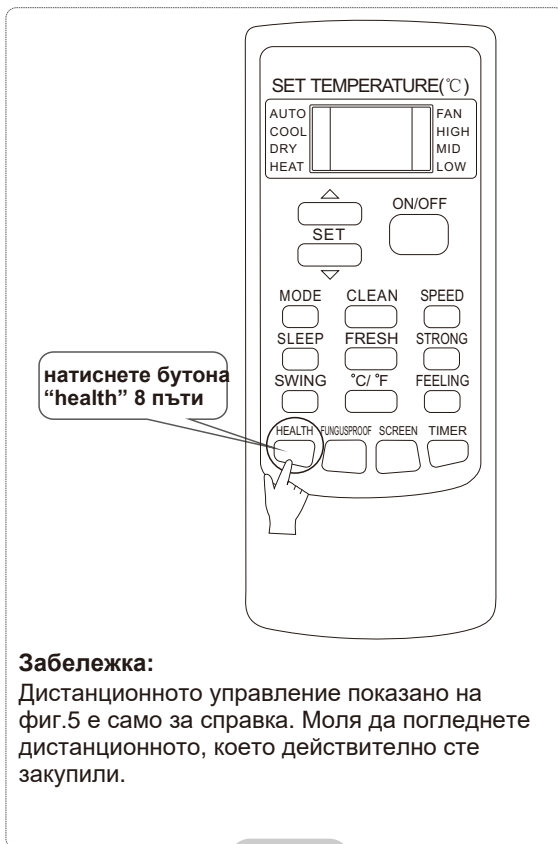 SET TEMPERATURE(℃)
AUTO FAN
COOL HIGH
DRY MID
HEAT LOW
ON/OFF
SET
MODE CLEAN SPEED
SLEEP FRESH STRONG
SWING °C/ °F FEELING
HEALTH FUNGUSPROOF SCREEN TIMER
натиснете бутона
“health” 8 пъти
Забележка:
Дистанционното управление показано на
фиг.5 е само за справка. Моля да погледнете
дистанционното, което действително сте
закупили.